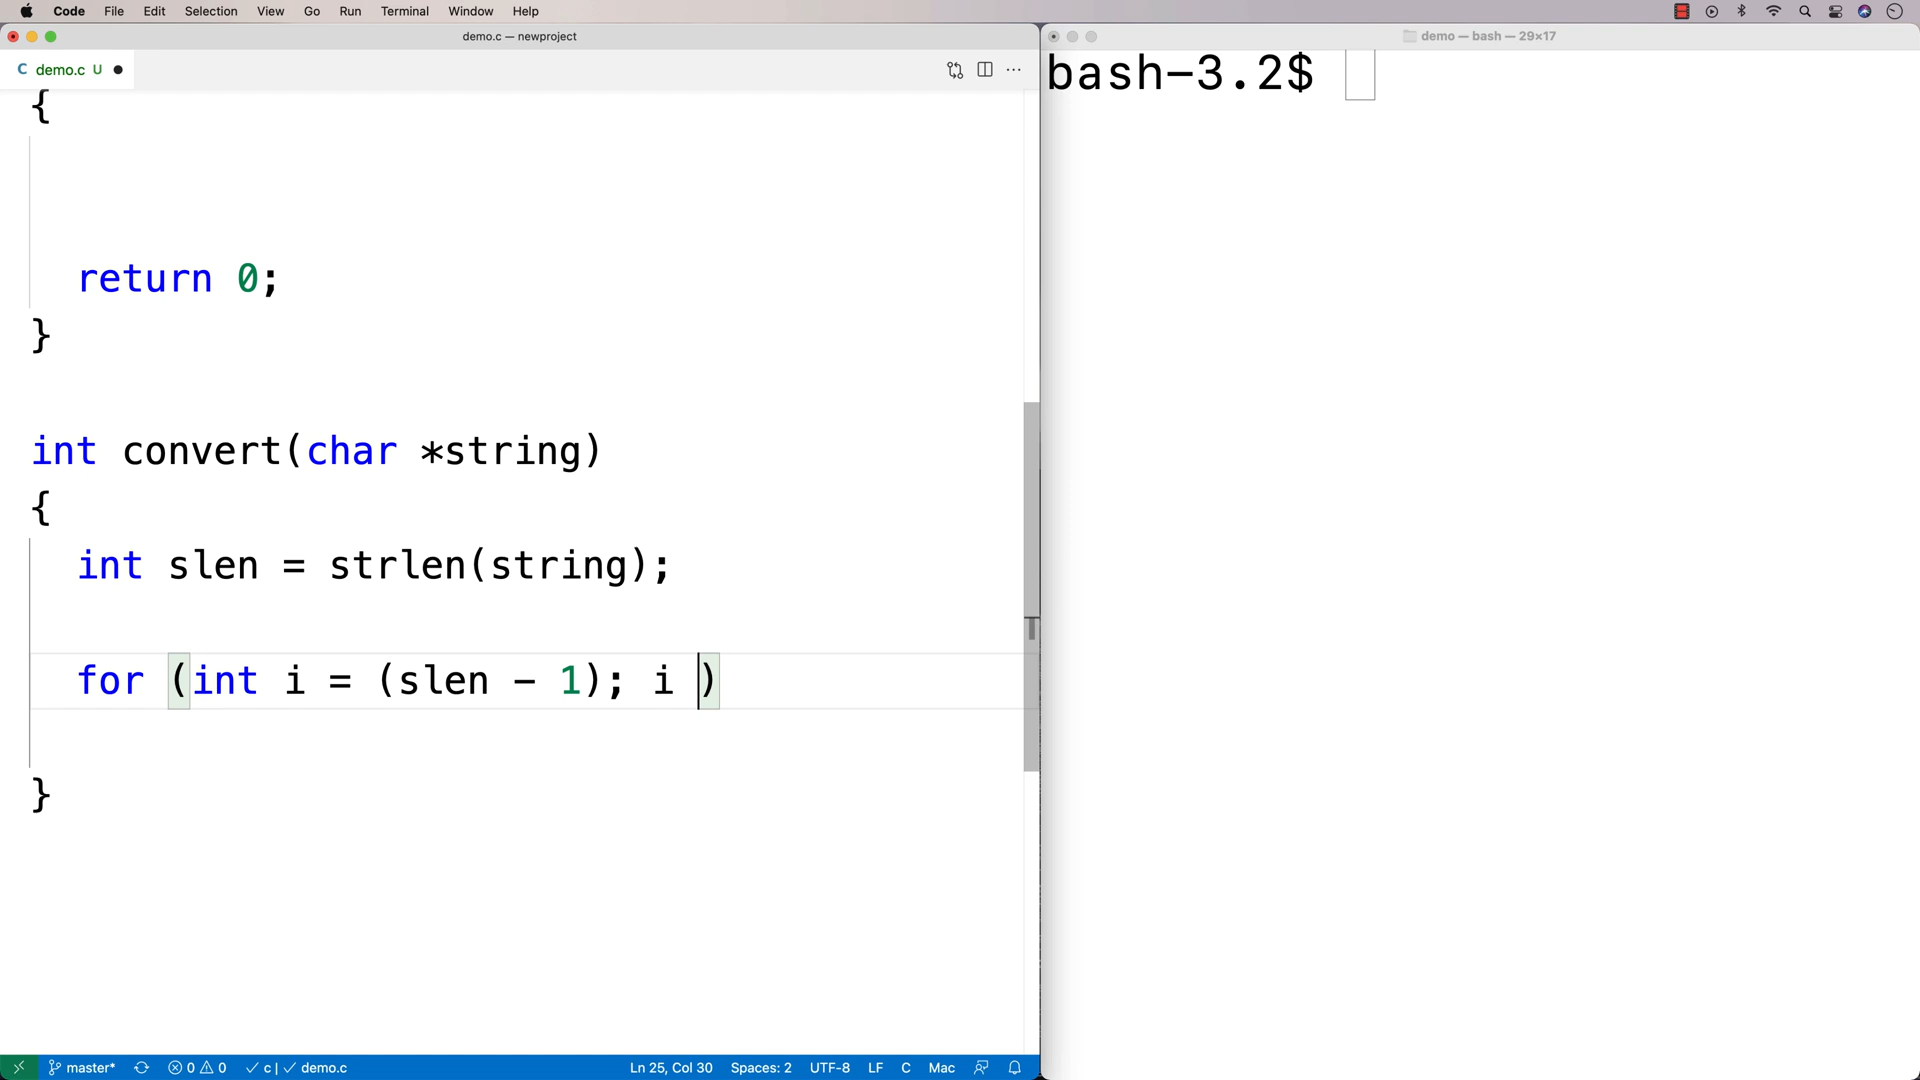 Code File Edit Selection View Go Run Terminal Window Help
demo.c — newproject
C demo.c U
{
return 0;
}
int convert(char *string)
{
int slen = strlen(string);
for (int i = (slen - 1); i )
}
master* 0 0 c | demo.c Ln 25, Col 30 Spaces: 2 UTF-8 LF C Mac
demo — bash — 29×17
bash-3.2$